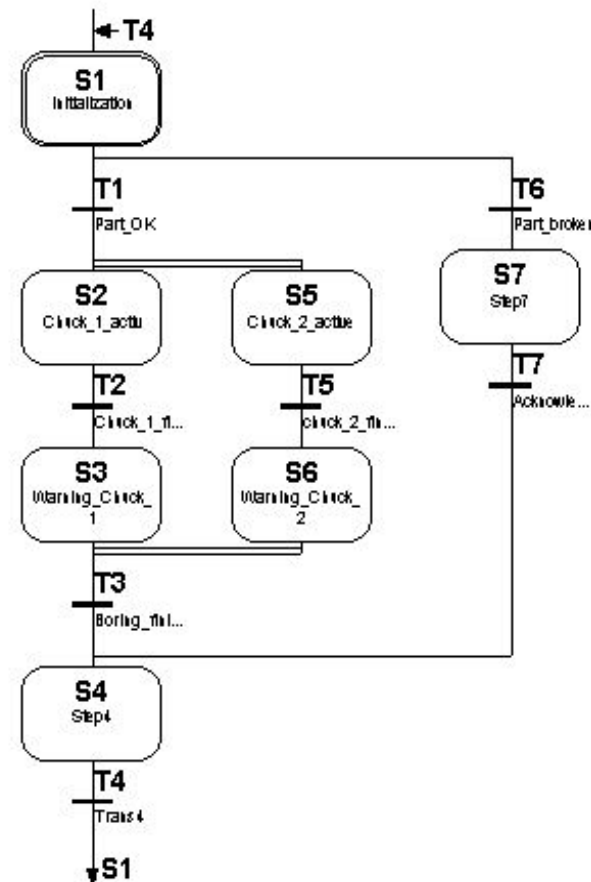 T4
S1
Initialization
T1
Part_OK
T6
Part_broken
S2
Chuck_1_activ
S5
Chuck_2_active
S7
Step7
T2
Chuck_1_fi...
T5
chuck_2_fin...
T7
Acknowle...
S3
Warning_Chuck_
1
S6
Warning_Chuck_
2
T3
Boring_fini...
S4
Step4
T4
Trans4
S1